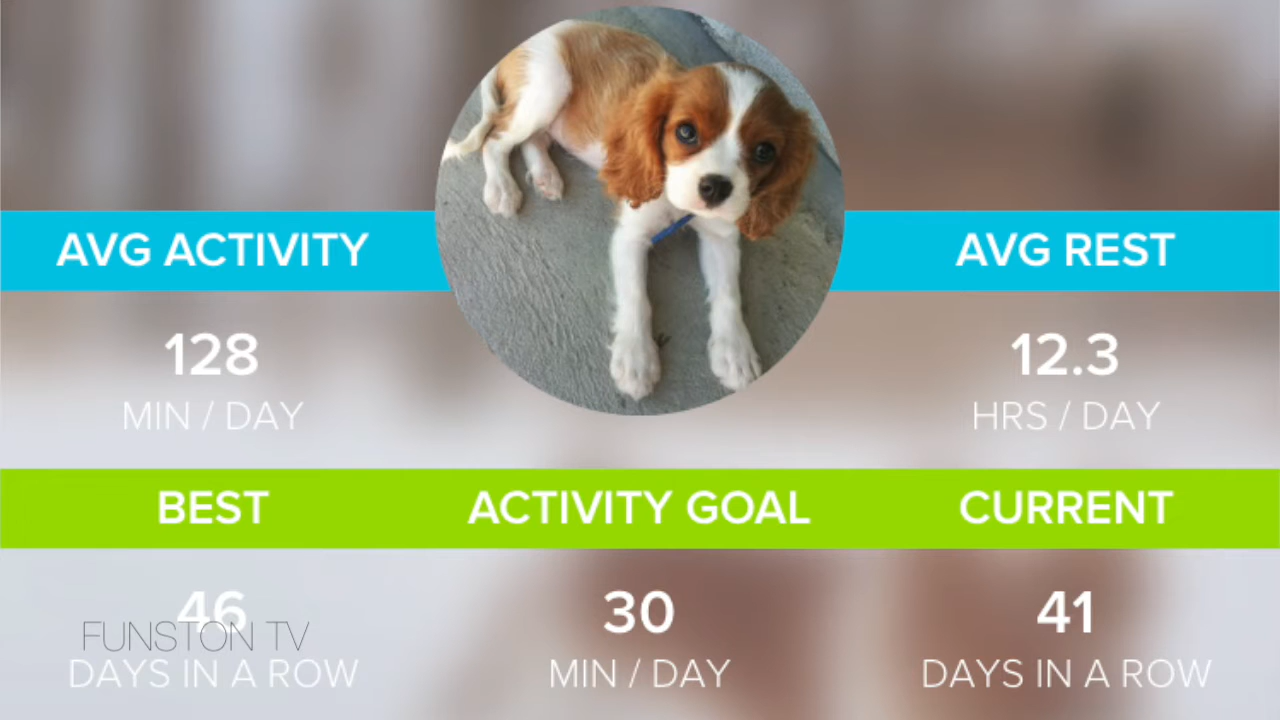 AVG ACTIVITY
AVG REST
128
12.3
MIN / DAY
HRS / DAY
BEST
ACTIVITY GOAL
CURRENT
46
30
41
FUNSTON TV
DAYS IN A ROW
MIN / DAY
DAYS IN A ROW